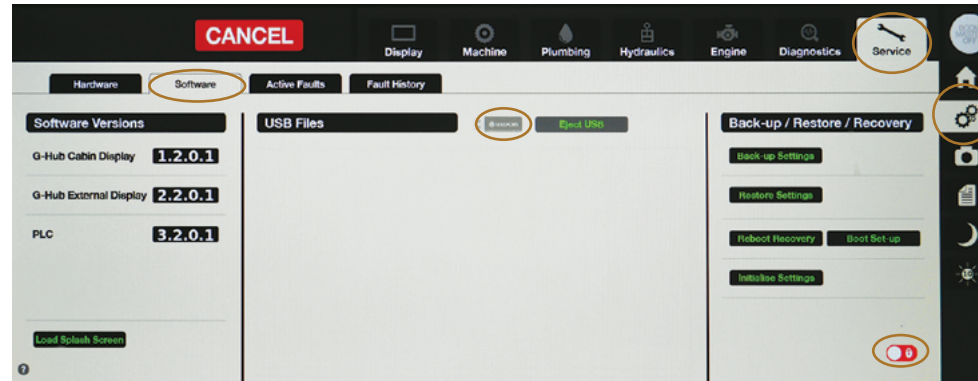 CANCEL
Display
Machine
Plumbing
Hydraulics
Engine
Diagnostics
Service
Hardware
Software
Active Faults
Fault History
Software Versions
G-Hub Cabin Display 1.2.0.1
G-Hub External Display 2.2.0.1
PLC 3.2.0.1
Load Splash Screen
USB Files
Eject USB
Back-up / Restore / Recovery
Back-up Settings
Restore Settings
Reboot Recovery
Boot Set-up
Initialise Settings
?